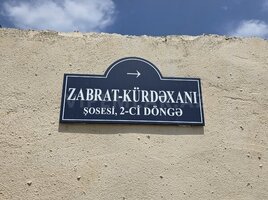 →
ZABRAT-KÜRDƏXANI
ŞOSESİ, 2-Cİ DÖNGƏ